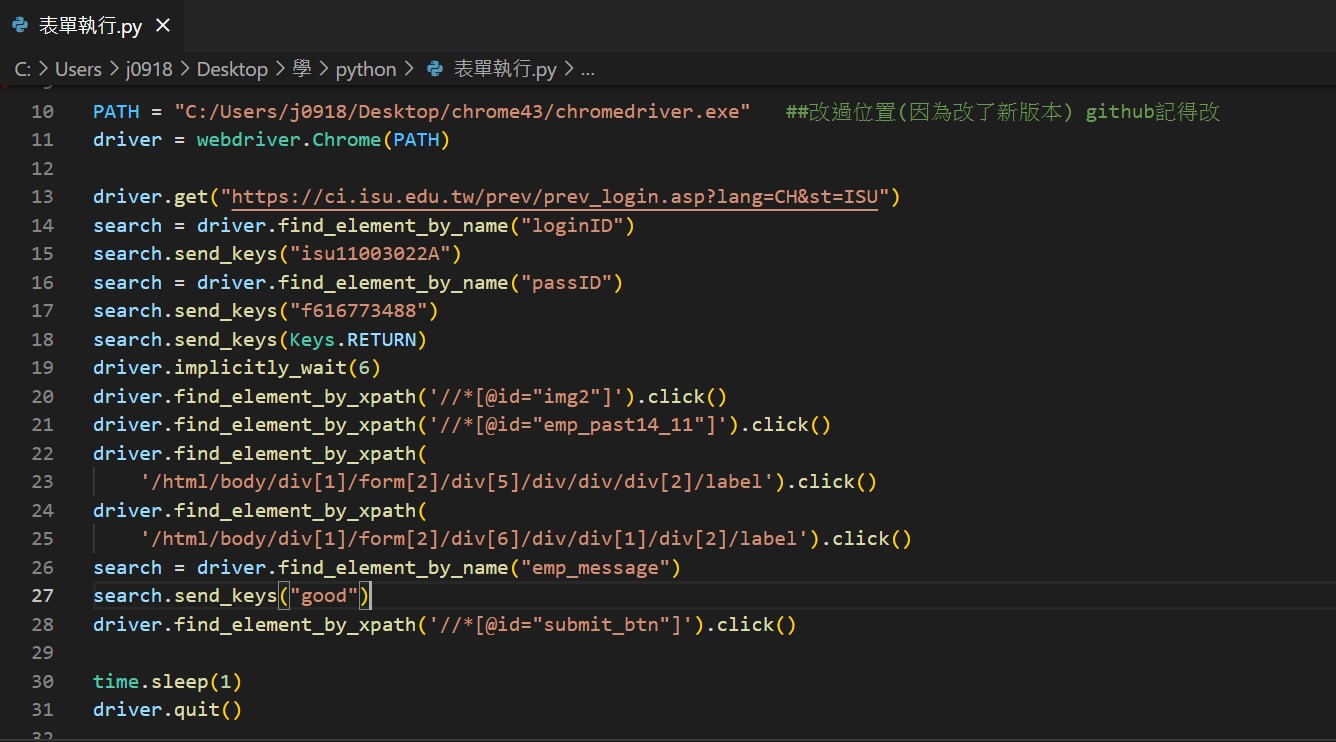 表單執行.py
C: > Users > j0918 > Desktop > 學 > python > 表單執行.py > ...
10 PATH = "C:/Users/j0918/Desktop/chrome43/chromedriver.exe" ##改過位置(因為改了新版本) github記得改
11 driver = webdriver.Chrome(PATH)
12
13 driver.get("https://ci.isu.edu.tw/prev/prev_login.asp?lang=CH&st=ISU")
14 search = driver.find_element_by_name("loginID")
15 search.send_keys("isu11003022A")
16 search = driver.find_element_by_name("passID")
17 search.send_keys("f616773488")
18 search.send_keys(Keys.RETURN)
19 driver.implicitly_wait(6)
20 driver.find_element_by_xpath('//*[@id="img2"]').click()
21 driver.find_element_by_xpath('//*[@id="emp_past14_11"]').click()
22 driver.find_element_by_xpath(
23 '/html/body/div[1]/form[2]/div[5]/div/div/div[2]/label').click()
24 driver.find_element_by_xpath(
25 '/html/body/div[1]/form[2]/div[6]/div/div[1]/div[2]/label').click()
26 search = driver.find_element_by_name("emp_message")
27 search.send_keys("good")
28 driver.find_element_by_xpath('//*[@id="submit_btn"]').click()
29
30 time.sleep(1)
31 driver.quit()
32